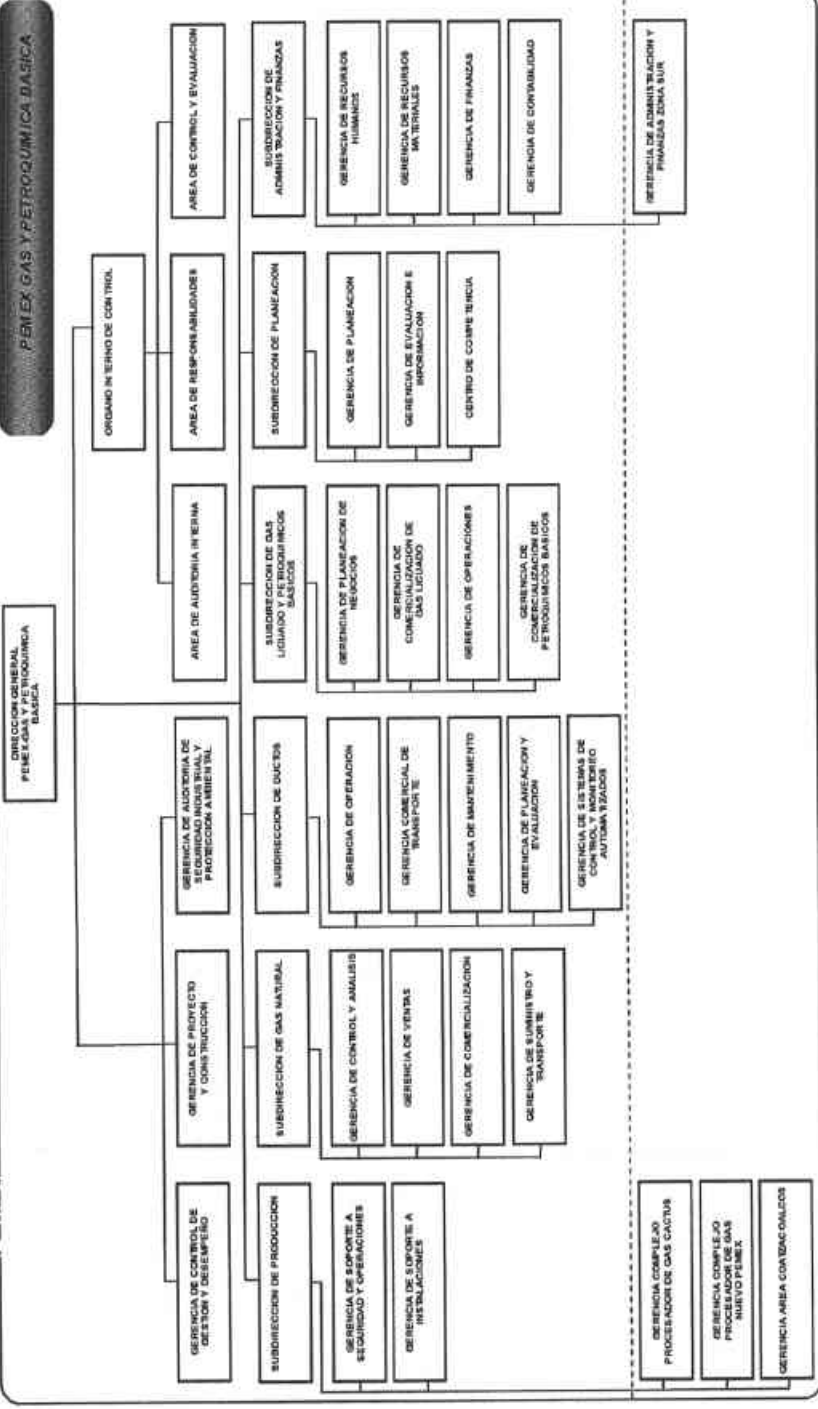 PEMEX GAS Y PETROQUIMICA BASICA
DIRECCION GENERAL
PEMEX-GAS Y PETROQUIMICA
BASICA
ORGANO INTERNO DE CONTROL
GERENCIA DE CONTROL DE
GESTION Y DESEMPEÑO
GERENCIA DE PROYECTO
Y CONSTRUCCION
GERENCIA DE AUDITORIA DE
SEGURIDAD INDUSTRIAL Y
PROTECCIÓN AMBIENTAL
AREA DE AUDITORIA INTERNA
AREA DE RESPONSABILIDADES
AREA DE CONTROL Y EVALUACION
SUBDIRECCION DE PRODUCCION
SUBDIRECCION DE GAS NATURAL
SUBDIRECCION DE DUCTOS
SUBDIRECCION DE GAS
LICUADO Y PETROQUIMICOS
BASICOS
SUBDIRECCION DE PLANEACION
SUBDIRECCION DE
ADMINISTRACION Y FINANZAS
GERENCIA DE SOPORTE A
SEGURIDAD Y OPERACIONES
GERENCIA DE SOPORTE A
INSTALACIONES
GERENCIA DE CONTROL Y ANALISIS
GERENCIA DE VENTAS
GERENCIA DE COMERCIALIZACION
GERENCIA DE SUMINISTRO Y
TRANSPORTE
GERENCIA DE OPERACION
GERENCIA COMERCIAL DE
TRANSPORTE
GERENCIA DE MANTENIMIENTO
GERENCIA DE PLANEACION Y
EVALUACION
GERENCIA DE SISTEMAS DE
CONTROL Y MONITOREO
AUTOMATIZADOS
GERENCIA DE PLANEACION DE
NEGOCIOS
GERENCIA DE
COMERCIALIZACION DE
GAS LICUADO
GERENCIA DE OPERACIONES
GERENCIA DE
COMERCIALIZACION DE
PETROQUIMICOS BASICOS
GERENCIA DE PLANEACION
GERENCIA DE EVALUACION E
INFORMACION
CENTRO DE COMPETENCIA
GERENCIA DE RECURSOS
HUMANOS
GERENCIA DE RECURSOS
MATERIALES
GERENCIA DE FINANZAS
GERENCIA DE CONTABILIDAD
GERENCIA COMPLEJO
PROCESADOR DE GAS CACTUS
GERENCIA COMPLEJO
PROCESADOR DE GAS
NUEVO PEMEX
GERENCIA AREA COATZACOALCOS
GERENCIA DE ADMINISTRACION Y
FINANZAS ZONA SUR